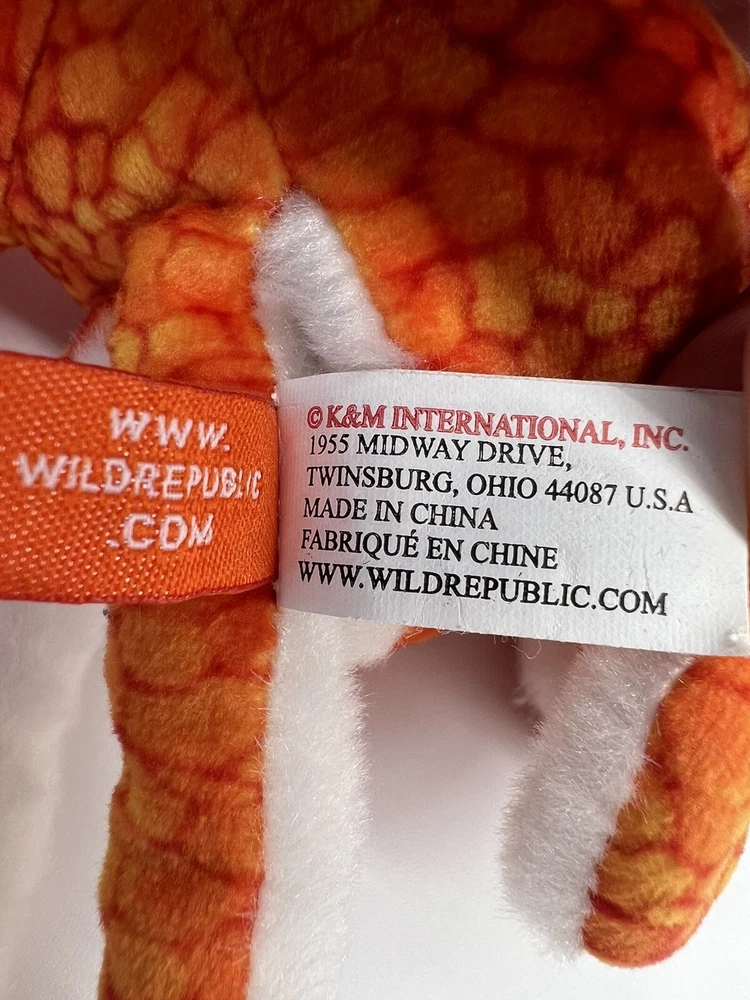 WWW.
WILDREPUBLIC
.COM
© K&M INTERNATIONAL, INC.
1955 MIDWAY DRIVE,
TWINSBURG, OHIO 44087 U.S.A
MADE IN CHINA
FABRIQUÉ EN CHINE
WWW.WILDREPUBLIC.COM